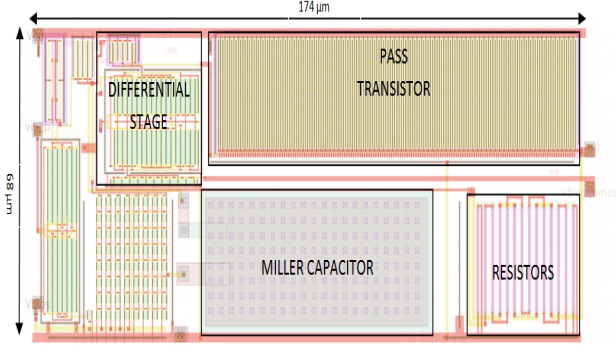 174 µm
PASS
TRANSISTOR
DIFFERENTIAL
STAGE
68 µm
MILLER CAPACITOR
RESISTORS